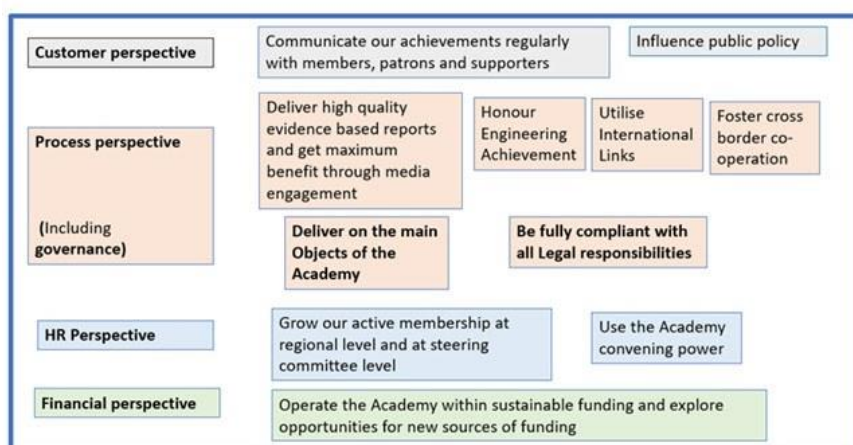 Customer perspective
Communicate our achievements regularly
with members, patrons and supporters
Influence public policy
Process perspective
(Including
governance)
Deliver high quality
evidence based reports
and get maximum
benefit through media
engagement
Honour
Engineering
Achievement
Utilise
International
Links
Foster cross
border co-
operation
Deliver on the main
Objects of the
Academy
Be fully compliant with
all Legal responsibilities
HR Perspective
Grow our active membership at
regional level and at steering
committee level
Use the Academy
convening power
Financial perspective
Operate the Academy within sustainable funding and explore
opportunities for new sources of funding